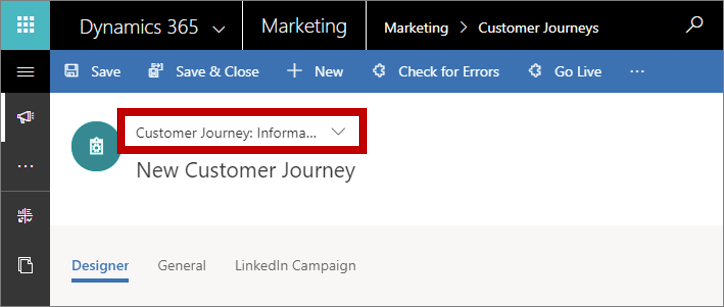 Dynamics 365 Marketing Marketing > Customer Journeys
Save Save & Close New Check for Errors Go Live ...
Customer Journey: Informa...
New Customer Journey
Designer General LinkedIn Campaign